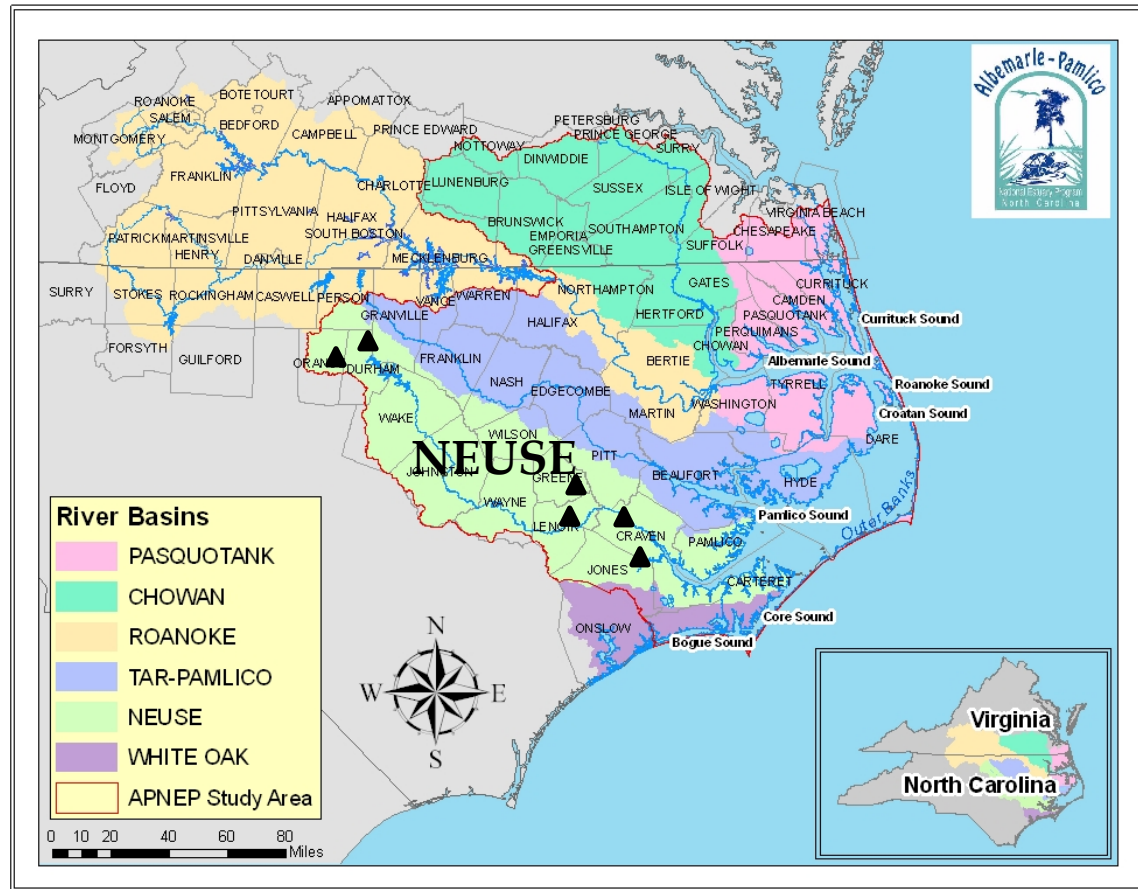 Albemarle - Pamlico
National Estuary Program
North Carolina
BOTETOURT
ROANOKE
SALEM
BEDFORD
APPOMATTOX
MONTGOMERY
CAMPBELL
PRINCE EDWARD
PETERSBURG
PRINCE GEORGE
NOTTOWAY
SURRY
DINWIDDIE
FLOYD
FRANKLIN
CHARLOTTE
LUNENBURG
SUSSEX
ISLE OF WIGHT
PITTSYLVANIA
HALIFAX
SOUTH BOSTON
BRUNSWICK
EMPORIA
GREENSVILLE
SOUTHAMPTON
VIRGINIA BEACH
CHESAPEAKE
SUFFOLK
PATRICK
MARTINSVILLE
HENRY
DANVILLE
MECKLENBURG
SURRY
STOKES
ROCKINGHAM
CASWELL
PERSON
VANCE
WARREN
NORTHAMPTON
GATES
CURRITUCK
CAMDEN
PASQUOTANK
PERQUIMANS
GRANVILLE
HALIFAX
HERTFORD
CHOWAN
Currituck Sound
FORSYTH
GUILFORD
ORAN
DURHAM
FRANKLIN
BERTIE
Albemarle Sound
NASH
EDGECOMBE
TYRRELL
Roanoke Sound
WASHINGTON
MARTIN
Croatan Sound
WAKE
DARE
WILSON
NEUSE
PITT
JOHNSTON
GREENE
BEAUFORT
HYDE
WAYNE
Pamlico Sound
Outer Banks
LENOIR
CRAVEN
PAMLICO
JONES
CARTERET
ONSLOW
Core Sound
Bogue Sound
River Basins
PASQUOTANK
CHOWAN
ROANOKE
TAR-PAMLICO
NEUSE
WHITE OAK
APNEP Study Area
0 10 20 40 60 80
Miles
N
W E
S
Virginia
North Carolina